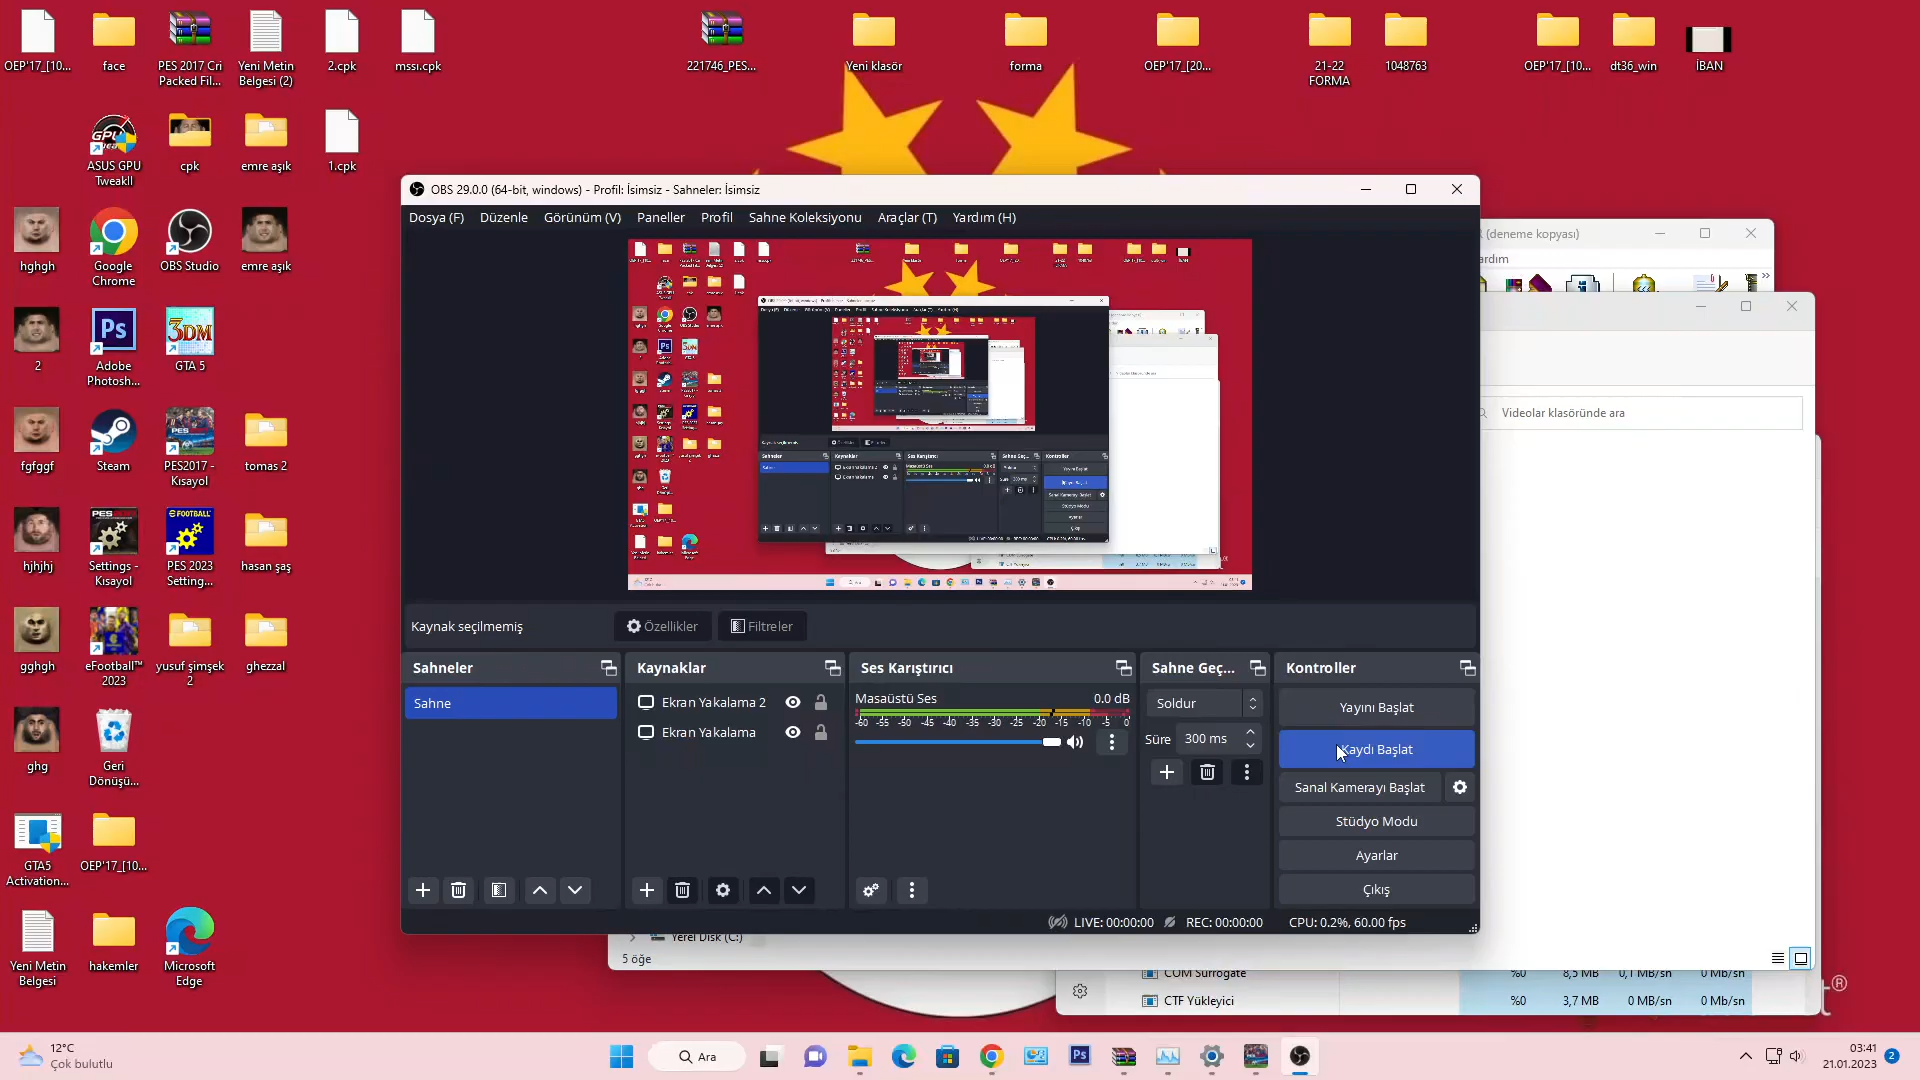 OEP'17_[10...
face
PES 2017 Cri
Packed Fil...
Yeni Metin
Belgesi (2)
2.cpk
mssı.cpk
221746_PES...
Yeni klasör
forma
OEP'17_[20...
21-22
FORMA
1048763
OEP'17_[10...
dt36_win
İBAN
ASUS GPU
TweakII
cpk
emre aşık
1.cpk
hghgh
Google
Chrome
OBS Studio
emre aşık
2
Adobe
Photosh...
GTA 5
fgfggf
Steam
PES2017 -
Kısayol
tomas 2
hjhjhj
Settings -
Kısayol
PES 2023
Setting...
hasan şaş
gghgh
eFootball™
2023
yusuf şimşek
2
ghezzal
ghg
Geri
Dönüşü...
GTA5
Activation...
OEP'17_[10...
Yeni Metin
Belgesi
hakemler
Microsoft
Edge
OBS 29.0.0 (64-bit, windows) - Profil: İsimsiz - Sahneler: İsimsiz
Dosya (F) Düzenle Görünüm (V) Paneller Profil Sahne Koleksiyonu Araçlar (T) Yardım (H)
(deneme kopyası)
Videolar klasöründe ara
Kaynak seçilmemiş
Özellikler
Filtreler
Sahneler
Sahne
Kaynaklar
Ekran Yakalama 2
Ekran Yakalama
Ses Karıştırıcı
Masaüstü Ses 0.0 dB
-60 -55 -50 -45 -40 -35 -30 -25 -20 -15 -10 -5 0
Sahne Geç...
Soldur
Süre 300 ms
Kontroller
Yayını Başlat
Kaydı Başlat
Sanal Kamerayı Başlat
Stüdyo Modu
Ayarlar
Çıkış
LIVE: 00:00:00 REC: 00:00:00 CPU: 0.2%, 60.00 fps
Yerel Disk (C:)
5 öğe
COM Surrogate %0 8,5 MB 0,1 MB/sn 0 Mb/sn
CTF Yükleyici %0 3,7 MB 0 MB/sn 0 Mb/sn
12°C
Çok bulutlu
Ara
03:41
21.01.2023
2